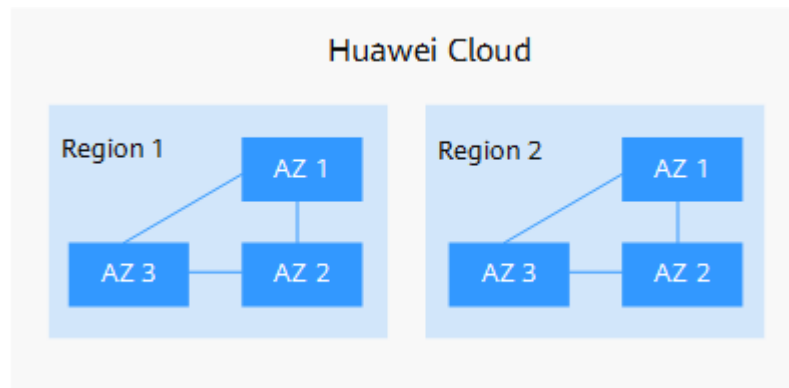 Huawei Cloud
Region 1
AZ 1
AZ 3
AZ 2
Region 2
AZ 1
AZ 3
AZ 2